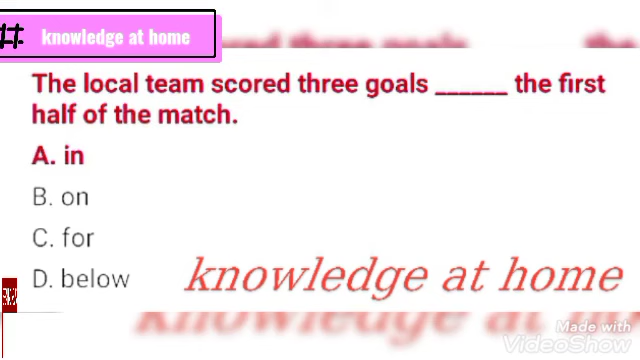 knowledge at home
The local team scored three goals ______ the first
half of the match.
A. in
B. on
C. for
D. below
knowledge at home
Made with
VideoShow